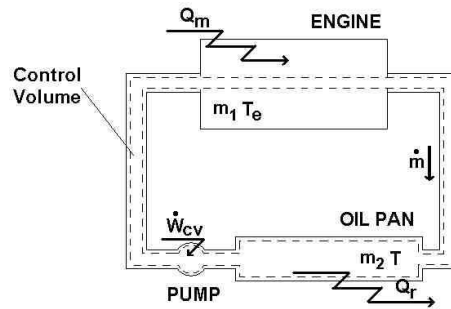 Q_m
ENGINE
Control
Volume
m_1 T_e
ṁ
Ẇ_cv
OIL PAN
m_2 T
PUMP
Q_r